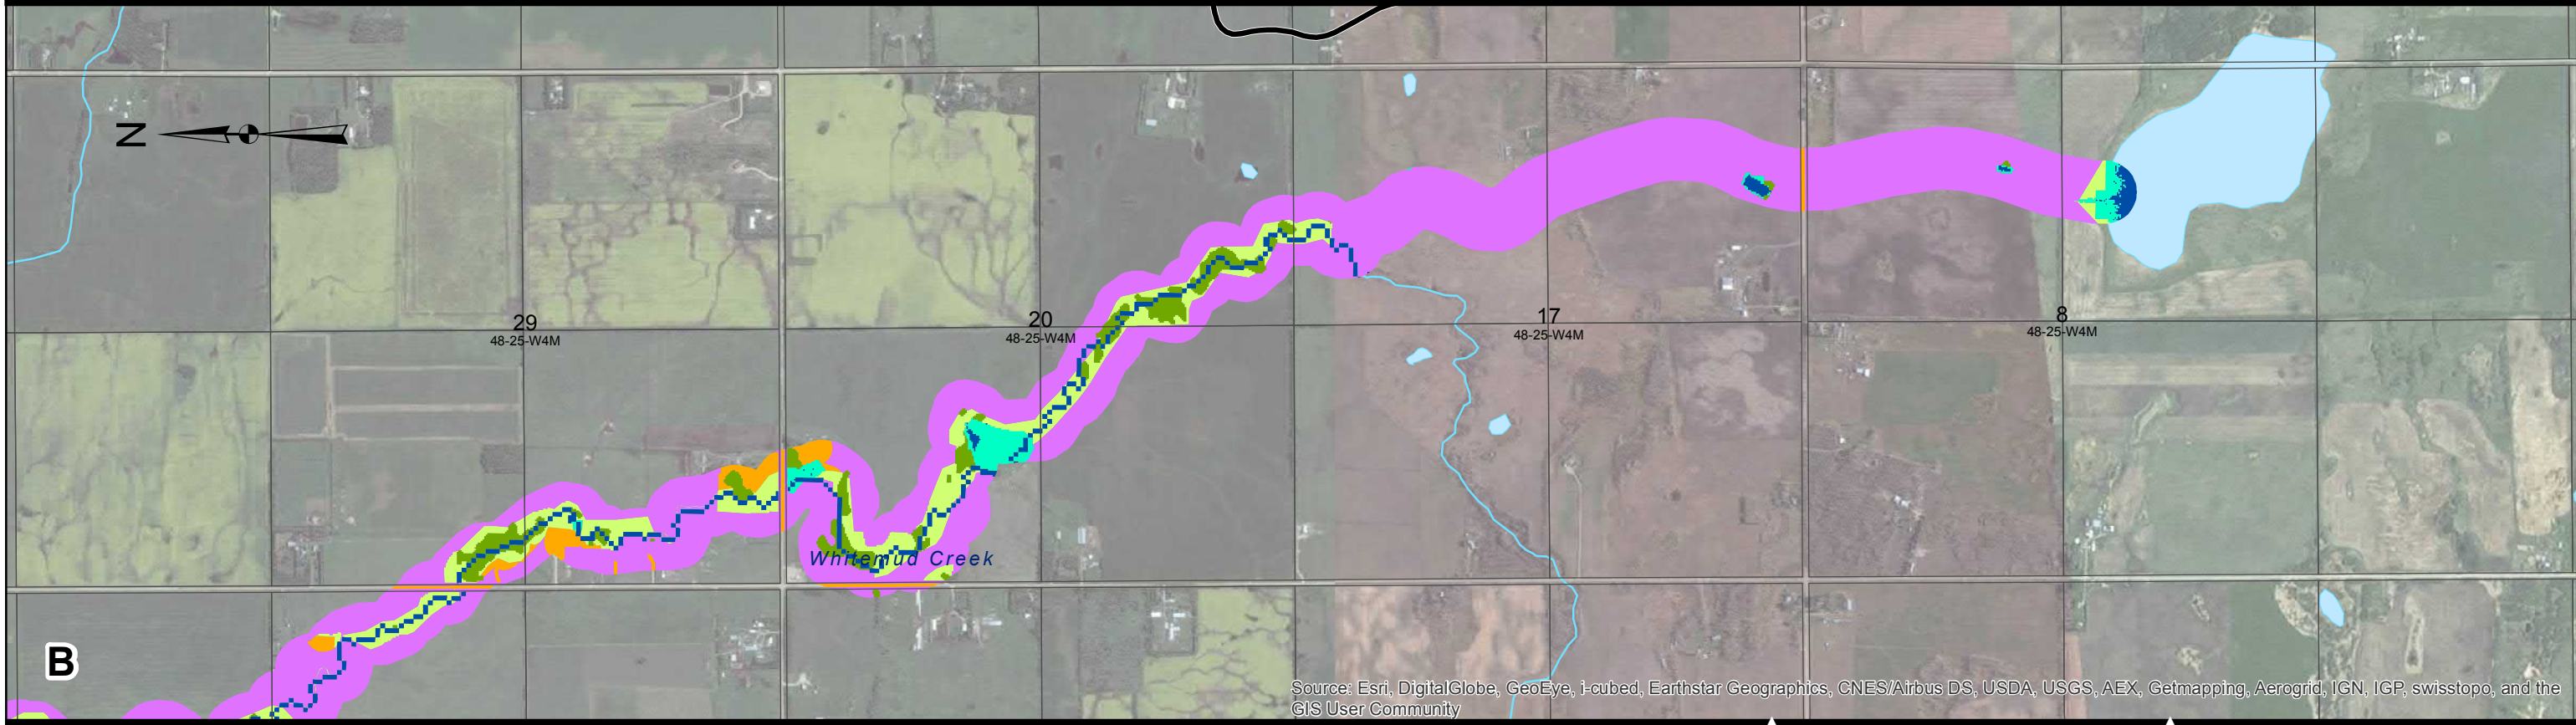 N
29
48-25-W4M
20
48-25-W4M
17
48-25-W4M
8
48-25-W4M
Whitemud Creek
B
Source: Esri, DigitalGlobe, GeoEye, i-cubed, Earthstar Geographics, CNES/Airbus DS, USDA, USGS, AEX, Getmapping, Aerogrid, IGN, IGP, swisstopo, and the
GIS User Community